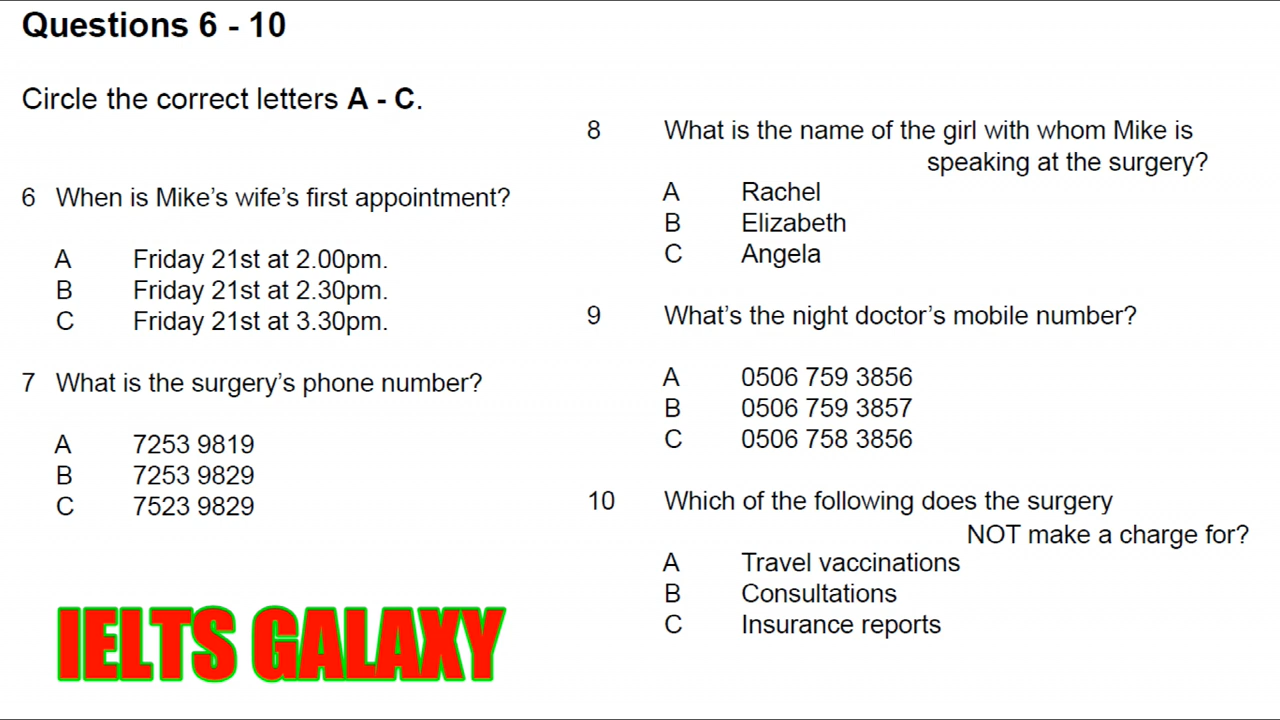 Questions 6 - 10
Circle the correct letters A - C.
6 When is Mike's wife's first appointment?
A Friday 21st at 2.00pm.
B Friday 21st at 2.30pm.
C Friday 21st at 3.30pm.
7 What is the surgery's phone number?
A 7253 9819
B 7253 9829
C 7523 9829
8 What is the name of the girl with whom Mike is
speaking at the surgery?
A Rachel
B Elizabeth
C Angela
9 What's the night doctor's mobile number?
A 0506 759 3856
B 0506 759 3857
C 0506 758 3856
10 Which of the following does the surgery
NOT make a charge for?
A Travel vaccinations
B Consultations
C Insurance reports
IELTS GALAXY